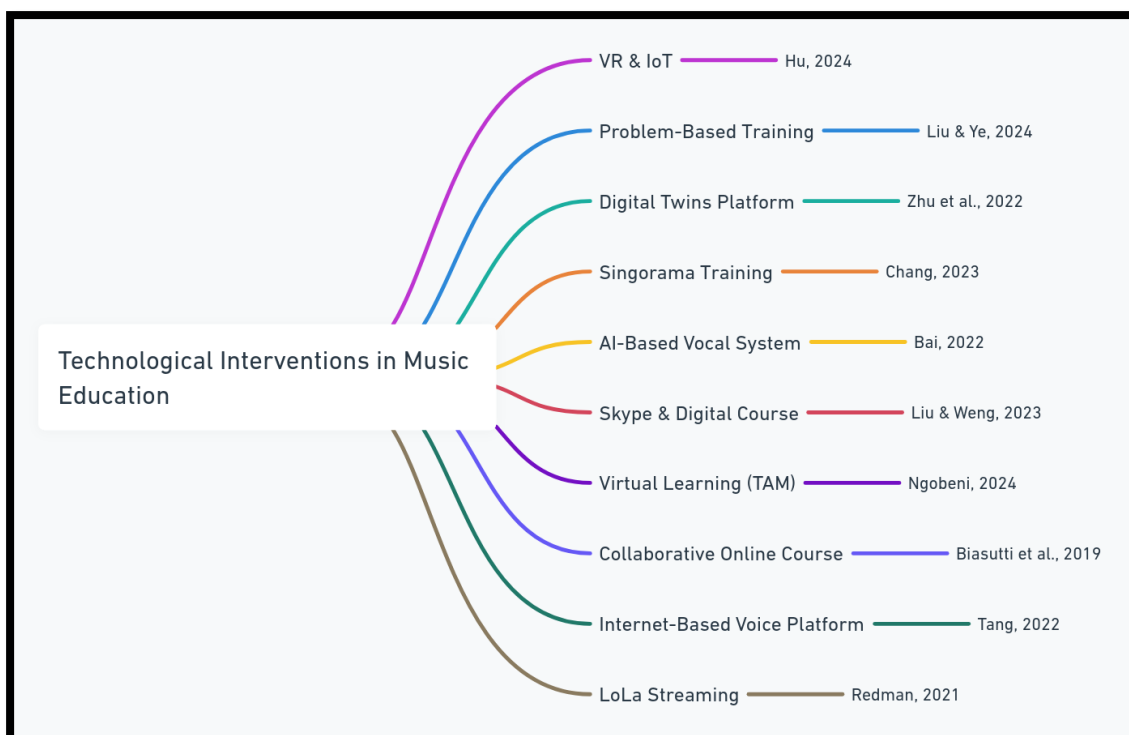 VR & IoT Hu, 2024
Problem-Based Training Liu & Ye, 2024
Digital Twins Platform Zhu et al., 2022
Singorama Training Chang, 2023
Technological Interventions in Music
Education
AI-Based Vocal System Bai, 2022
Skype & Digital Course Liu & Weng, 2023
Virtual Learning (TAM) Ngobeni, 2024
Collaborative Online Course Biasutti et al., 2019
Internet-Based Voice Platform Tang, 2022
LoLa Streaming Redman, 2021